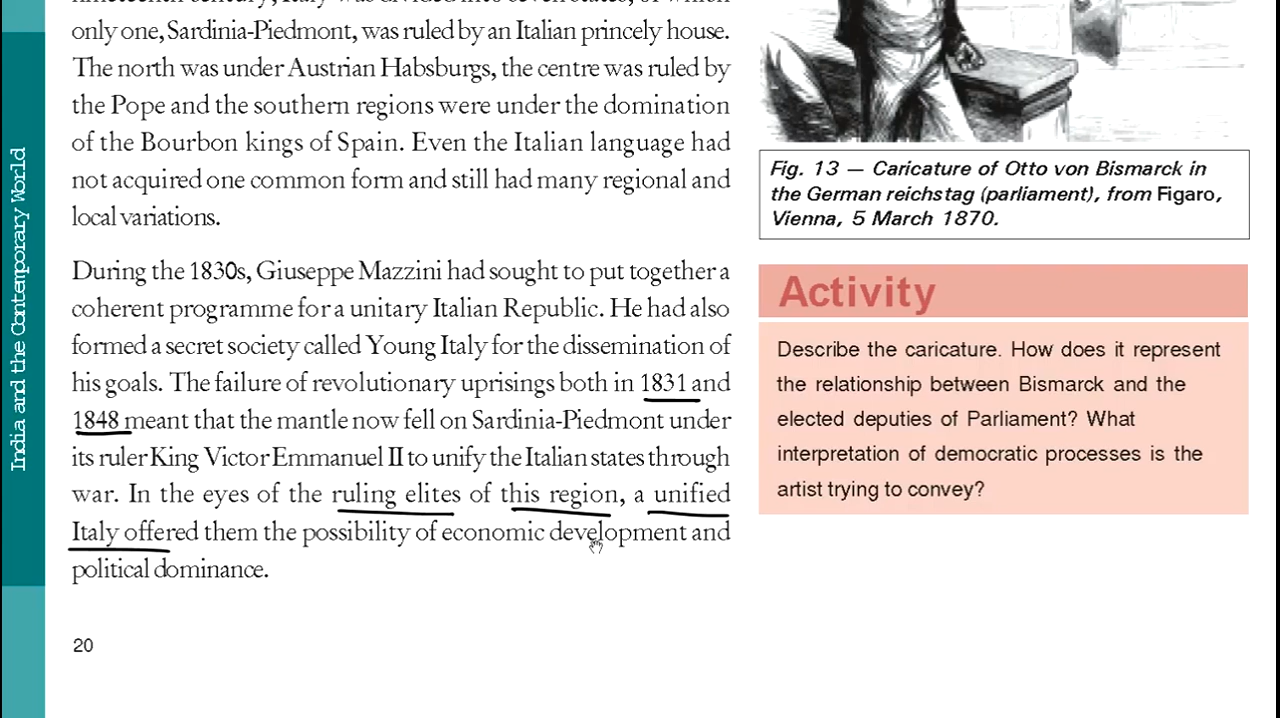 India and the Contemporary World
nineteenth century, Italy was divided into seven states, of which
only one, Sardinia-Piedmont, was ruled by an Italian princely house.
The north was under Austrian Habsburgs, the centre was ruled by
the Pope and the southern regions were under the domination
of the Bourbon kings of Spain. Even the Italian language had
not acquired one common form and still had many regional and
local variations.
During the 1830s, Giuseppe Mazzini had sought to put together a
coherent programme for a unitary Italian Republic. He had also
formed a secret society called Young Italy for the dissemination of
his goals. The failure of revolutionary uprisings both in 1831 and
1848 meant that the mantle now fell on Sardinia-Piedmont under
its ruler King Victor Emmanuel II to unify the Italian states through
war. In the eyes of the ruling elites of this region, a unified
Italy offered them the possibility of economic development and
political dominance.
20
Fig. 13 — Caricature of Otto von Bismarck in
the German reichstag (parliament), from Figaro,
Vienna, 5 March 1870.
Activity
Describe the caricature. How does it represent
the relationship between Bismarck and the
elected deputies of Parliament? What
interpretation of democratic processes is the
artist trying to convey?